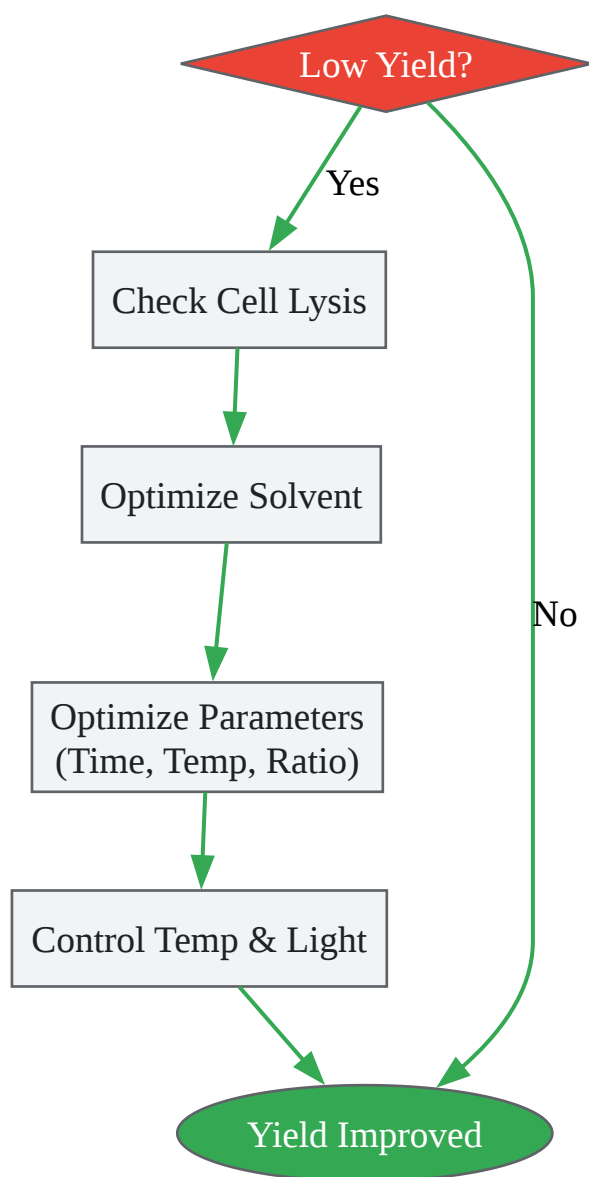 Low Yield?
Yes
Check Cell Lysis
Optimize Solvent
No
Optimize Parameters
(Time, Temp, Ratio)
Control Temp & Light
Yield Improved